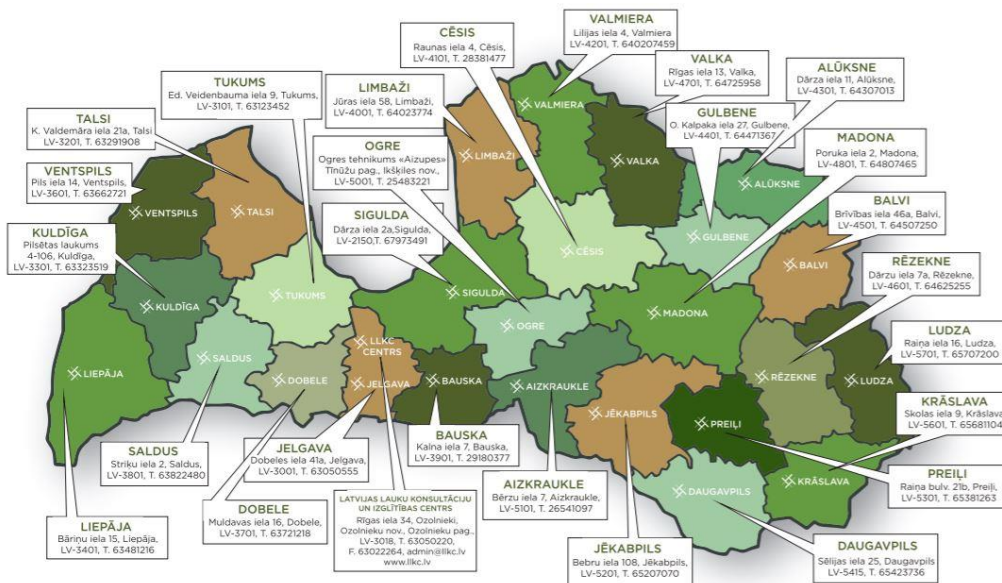 CĒSIS
Raunas iela 4, Cēsis,
LV-4101, T. 28381477
VALMIERA
Lilijas iela 4, Valmiera
LV-4201, T. 640207459
VALKA
Rīgas iela 13, Valka,
LV-4701, T. 64725958
ALŪKSNE
Dārza iela 11, Alūksne,
LV-4301, T. 64307013
TUKUMS
Ed. Veidenbauma iela 9, Tukums,
LV-3101, T. 63123452
LIMBAŽI
Jūras iela 58, Limbaži,
LV-4001, T. 64023774
GULBENE
O. Kalpaka iela 27, Gulbene,
LV-4401, T. 64471367
TALSI
K. Valdemāra iela 21a, Talsi
LV-3201, T. 63291908
OGRE
Ogres tehnikums «Aizupes»
Tīnūžu pag., Ikšķiles nov.,
LV-5001, T. 25483221
MADONA
Poruka iela 2, Madona,
LV-4801, T. 64807465
VENTSPILS
Pils iela 14, Ventspils,
LV-3601, T. 63662721
SIGULDA
Dārza iela 2a,Sigulda,
LV-2150,T. 67973491
BALVI
Brīvības iela 46a, Balvi,
LV-4501, T. 64507250
KULDĪGA
Pilsētas laukums
4-106, Kuldīga,
LV-3301, T. 63323519
RĒZEKNE
Dārzu iela 7a, Rēzekne,
LV-4601, T. 64625255
LUDZA
Raiņa iela 16, Ludza,
LV-5701, T. 65707200
KRĀSLAVA
Skolas iela 9, Krāslava,
LV-5601, T. 65681104
PREIĻI
Raiņa bulv. 21b, Preiļi,
LV-5301, T. 65381263
VALMIERA
LIMBAŽI
VALKA
ALŪKSNE
VENTSPILS
TALSI
GULBENE
CĒSIS
BALVI
TUKUMS
SIGULDA
KULDĪGA
MADONA
OGRE
LLKC
CENTRS
SALDUS
LIEPĀJA
DOBELE
JELGAVA
BAUSKA
AIZKRAUKLE
RĒZEKNE
LUDZA
JĒKABPILS
PREIĻI
KRĀSLAVA
DAUGAVPILS
SALDUS
Striķu iela 2, Saldus,
LV-3801, T. 63822480
JELGAVA
Dobeles iela 41a, Jelgava,
LV-3001, T. 63050555
BAUSKA
Kalna iela 7, Bauska,
LV-3901, T. 29180377
AIZKRAUKLE
Bērzu iela 7, Aizkraukle,
LV-5101, T. 26541097
LIEPĀJA
Bāriņu iela 15, Liepāja,
LV-3401, T. 63481216
DOBELE
Muldavas iela 16, Dobele,
LV-3701, T. 63721218
LATVIJAS LAUKU KONSULTĀCIJU
UN IZGLĪTĪBAS CENTRS
Rīgas iela 34, Ozolnieki,
Ozolnieku nov., Ozolnieku pag.,
LV-3018, T. 63050220,
F. 63022264, admin@llkc.lv
www.llkc.lv
JĒKABPILS
Bebru iela 108, Jēkabpils,
LV-5201, T. 65207070
DAUGAVPILS
Sēlijas iela 25, Daugavpils
LV-5415, T. 65423736